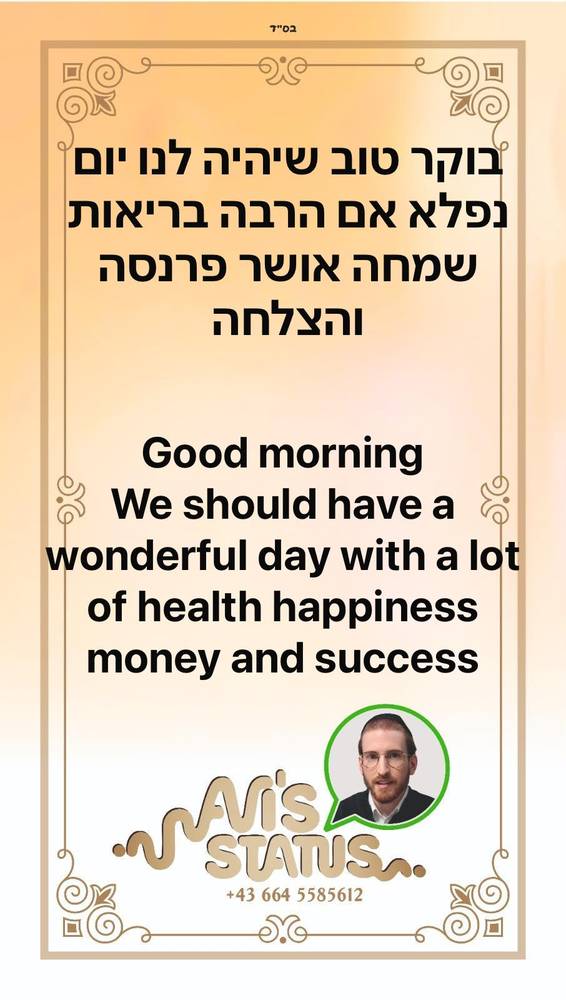 בס"ד
בוקר טוב שיהיה לנו יום
נפלא אם הרבה בריאות
שמחה אושר פרנסה
והצלחה
Good morning
We should have a
wonderful day with a lot
of health happiness
money and success
AVI'S
STATUS
+43 664 5585612